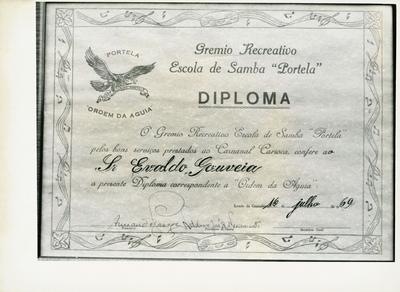 PORTELA
ORDEM DA AGUIA
Gremio Recreativo
Escola de Samba "Portela"
DIPLOMA
O Gremio Recreativo Escola de Samba "Portela"
pelos bons serviços prestados ao Carnaval Carioca, confere ao
Sr Evaldo Gouveia
a presente Diploma correspondente a "Ordem da Aguia"
16 de julho 69